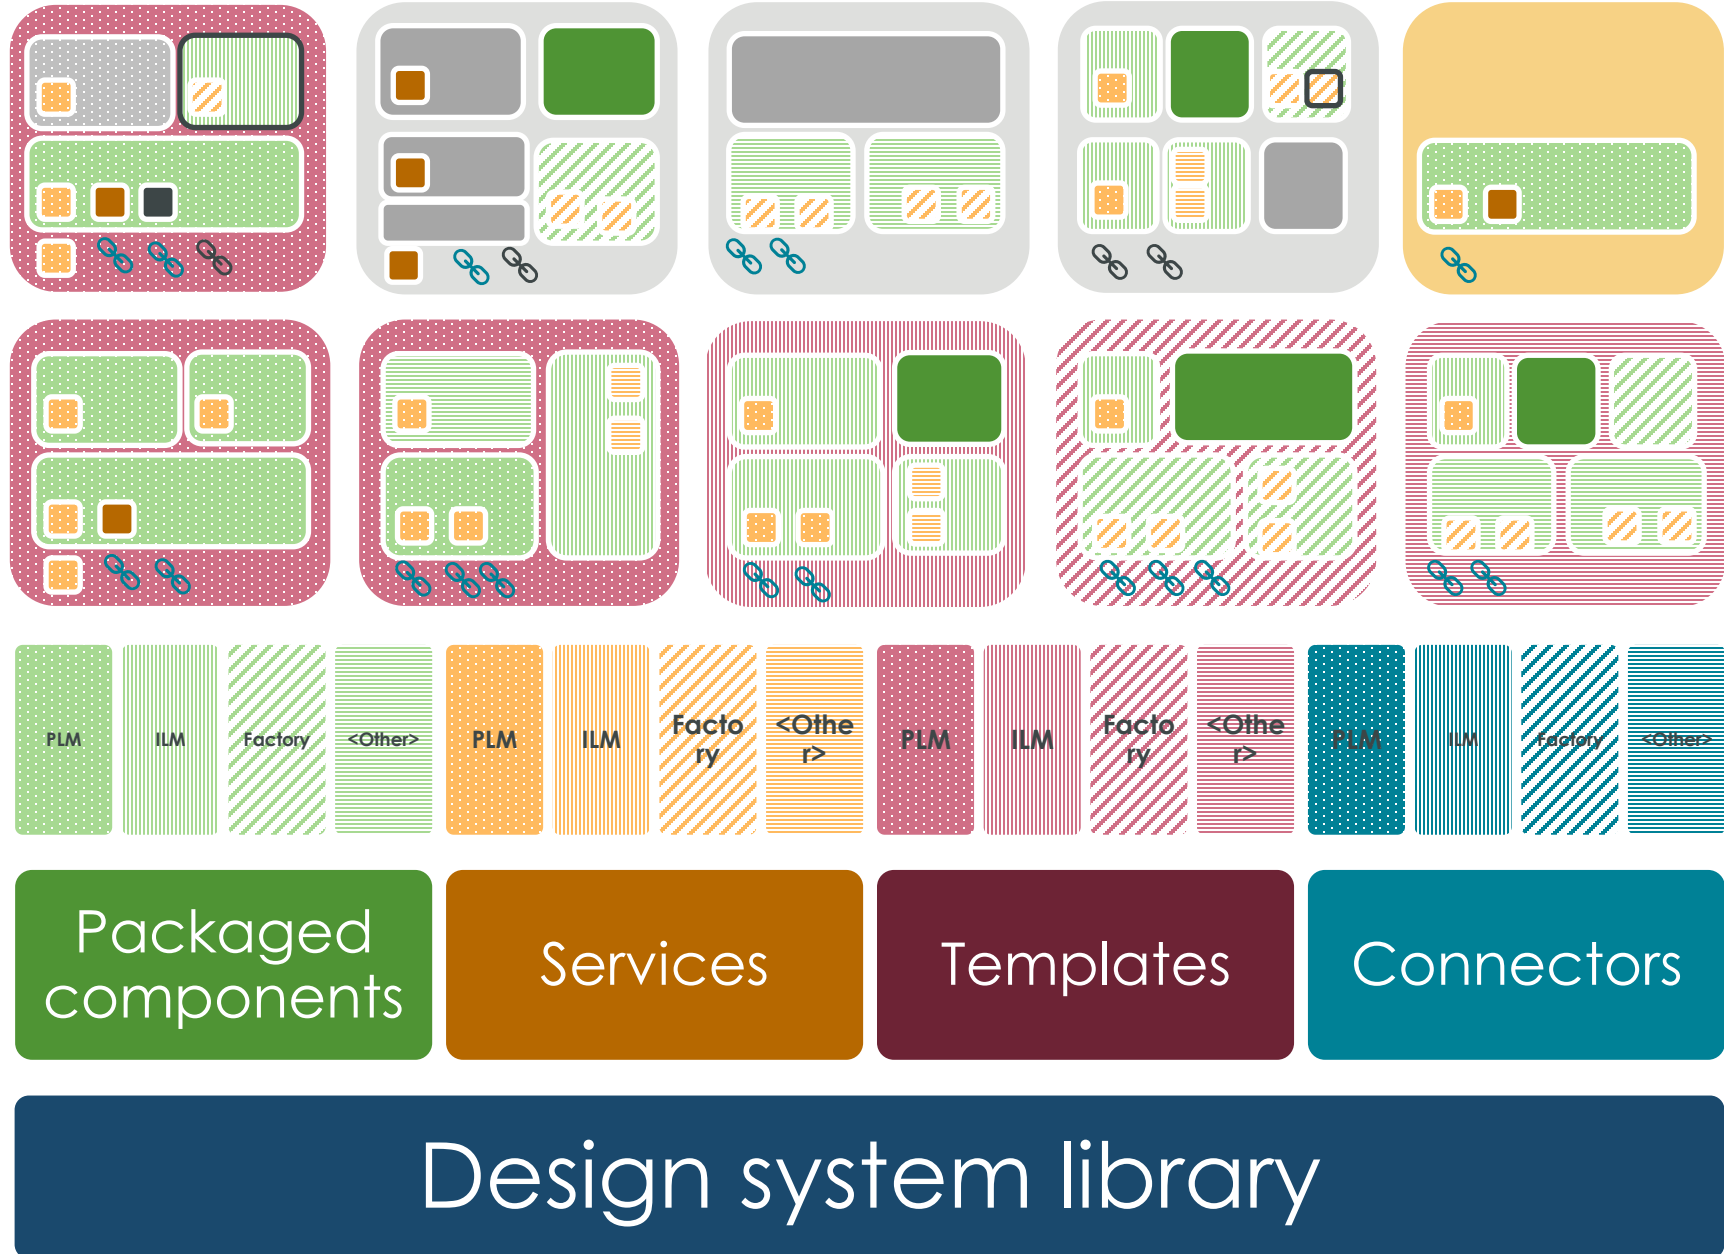 PLM
ILM
Factory
<Other>
PLM
ILM
Facto
ry
<Othe
r>
PLM
ILM
Facto
ry
<Othe
r>
PLM
ILM
Factory
<Other>
Packaged
components
Services
Templates
Connectors
Design system library